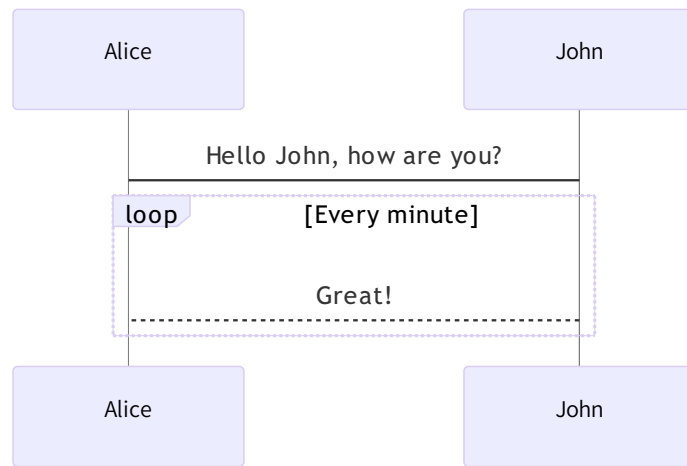 Alice
John
Hello John, how are you?
loop
[Every minute]
Great!
Alice
John